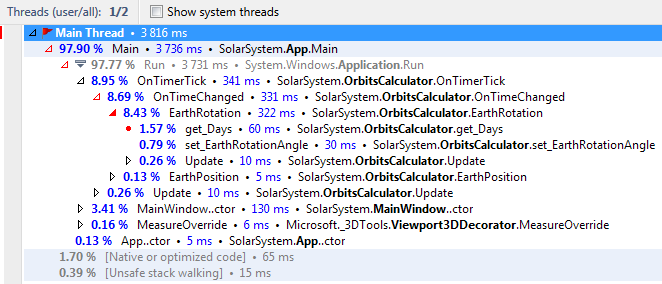 Threads (user/all): 1/2 Show system threads
Main Thread • 3 816 ms
97.90 % Main • 3 736 ms • SolarSystem.App.Main
97.77 % Run • 3 731 ms • System.Windows.Application.Run
8.95 % OnTimerTick • 341 ms • SolarSystem.OrbitsCalculator.OnTimerTick
8.69 % OnTimeChanged • 331 ms • SolarSystem.OrbitsCalculator.OnTimeChanged
8.43 % EarthRotation • 322 ms • SolarSystem.OrbitsCalculator.EarthRotation
1.57 % get_Days • 60 ms • SolarSystem.OrbitsCalculator.get_Days
0.79 % set_EarthRotationAngle • 30 ms • SolarSystem.OrbitsCalculator.set_EarthRotationAngle
0.26 % Update • 10 ms • SolarSystem.OrbitsCalculator.Update
0.13 % EarthPosition • 5 ms • SolarSystem.OrbitsCalculator.EarthPosition
0.26 % Update • 10 ms • SolarSystem.OrbitsCalculator.Update
3.41 % MainWindow..ctor • 130 ms • SolarSystem.MainWindow..ctor
0.16 % MeasureOverride • 6 ms • Microsoft._3DTools.Viewport3DDecorator.MeasureOverride
0.13 % App..ctor • 5 ms • SolarSystem.App..ctor
1.70 % [Native or optimized code] • 65 ms
0.39 % [Unsafe stack walking] • 15 ms